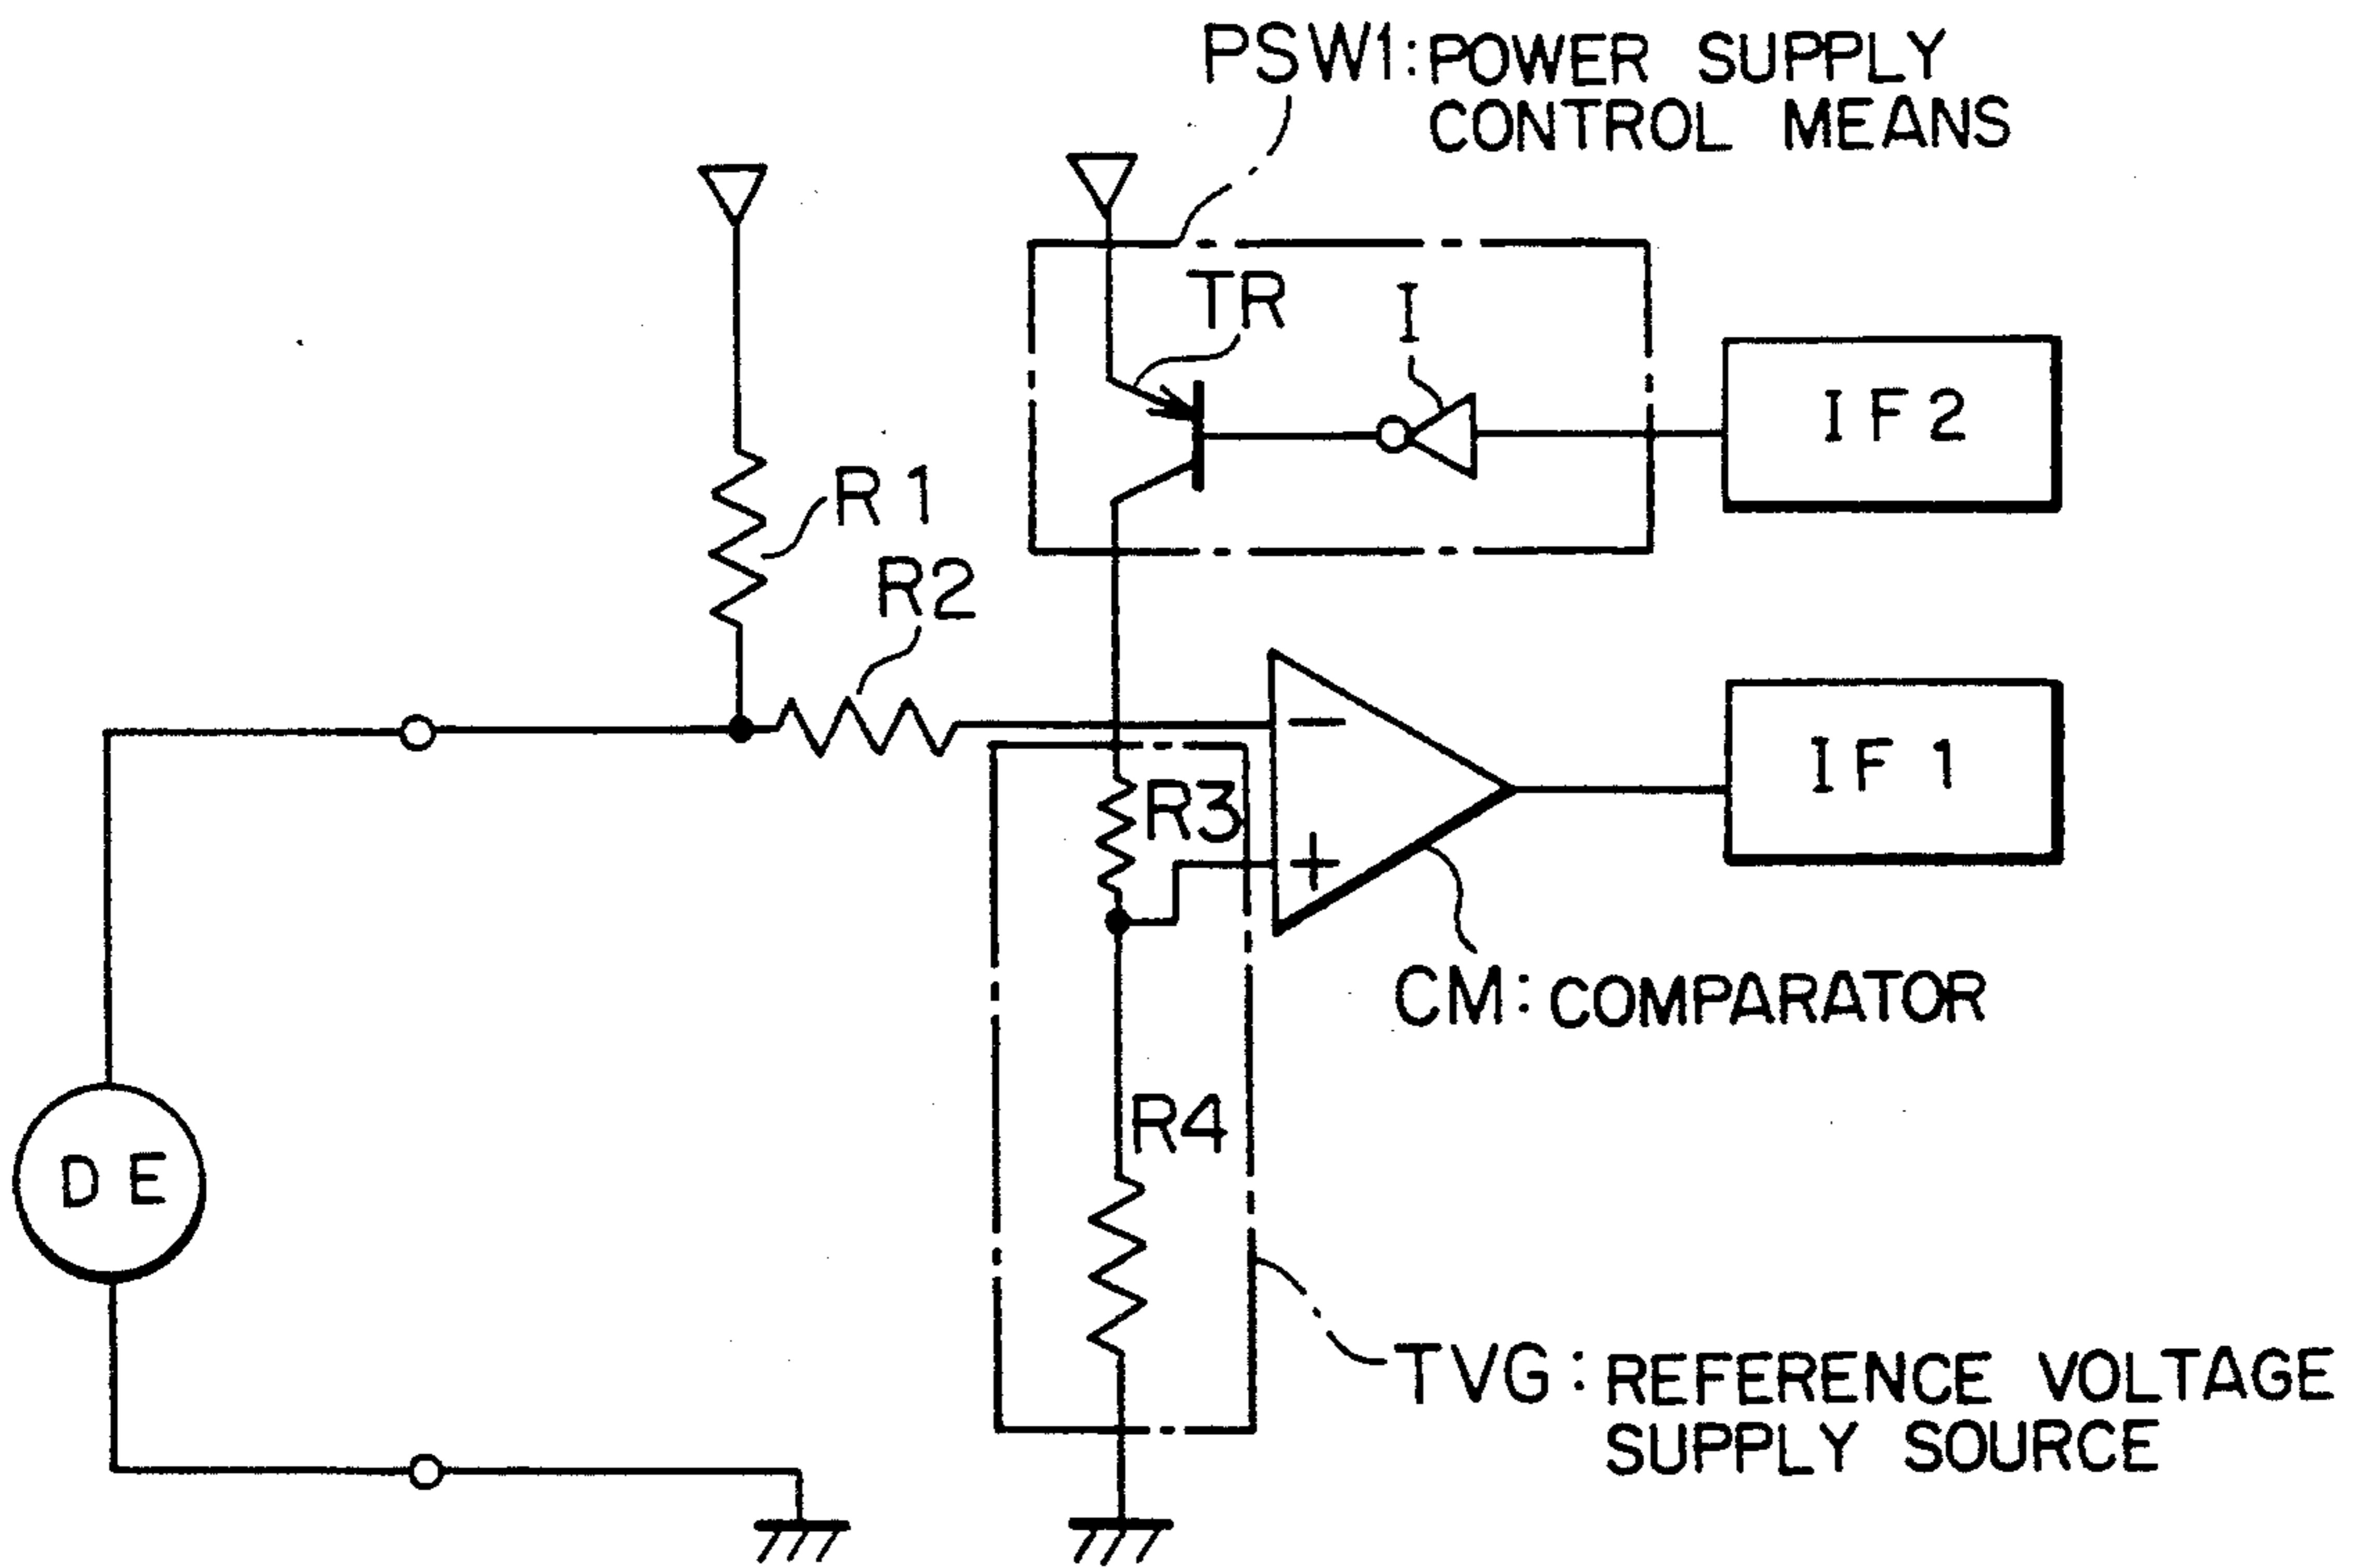 PSW1: POWER SUPPLY
CONTROL MEANS
TR
I
IF2
R1
R2
IF1
R3
CM: COMPARATOR
R4
DE
TVG: REFERENCE VOLTAGE
SUPPLY SOURCE
−
+